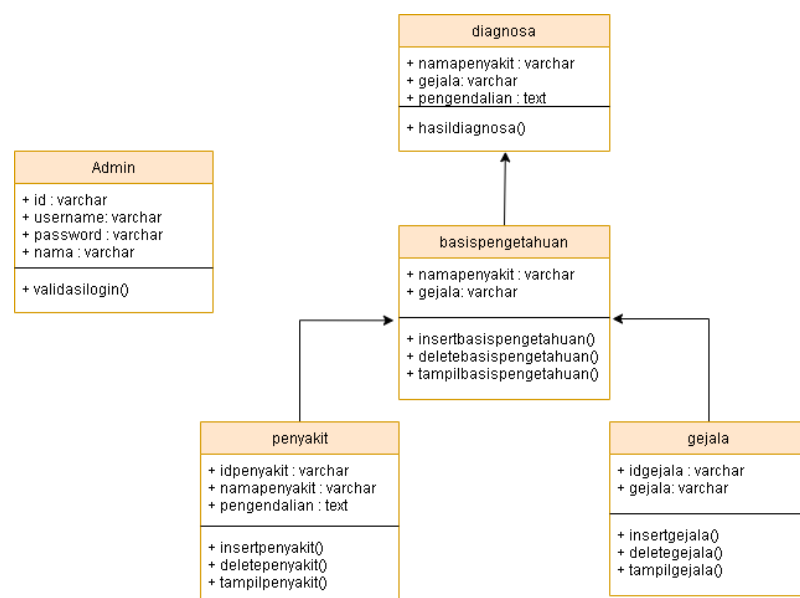 diagnosa
+ namapenyakit : varchar
+ gejala: varchar
+ pengendalian : text
+ hasildiagnosa()
Admin
+ id : varchar
+ username: varchar
+ password : varchar
+ nama : varchar
+ validasilogin()
basispengetahuan
+ namapenyakit : varchar
+ gejala: varchar
+ insertbasispengetahuan()
+ deletebasispengetahuan()
+ tampilbasispengetahuan()
penyakit
+ idpenyakit : varchar
+ namapenyakit : varchar
+ pengendalian : text
+ insertpenyakit()
+ deletepenyakit()
+ tampilpenyakit()
gejala
+ idgejala : varchar
+ gejala: varchar
+ insertgejala()
+ deletegejala()
+ tampilgejala()